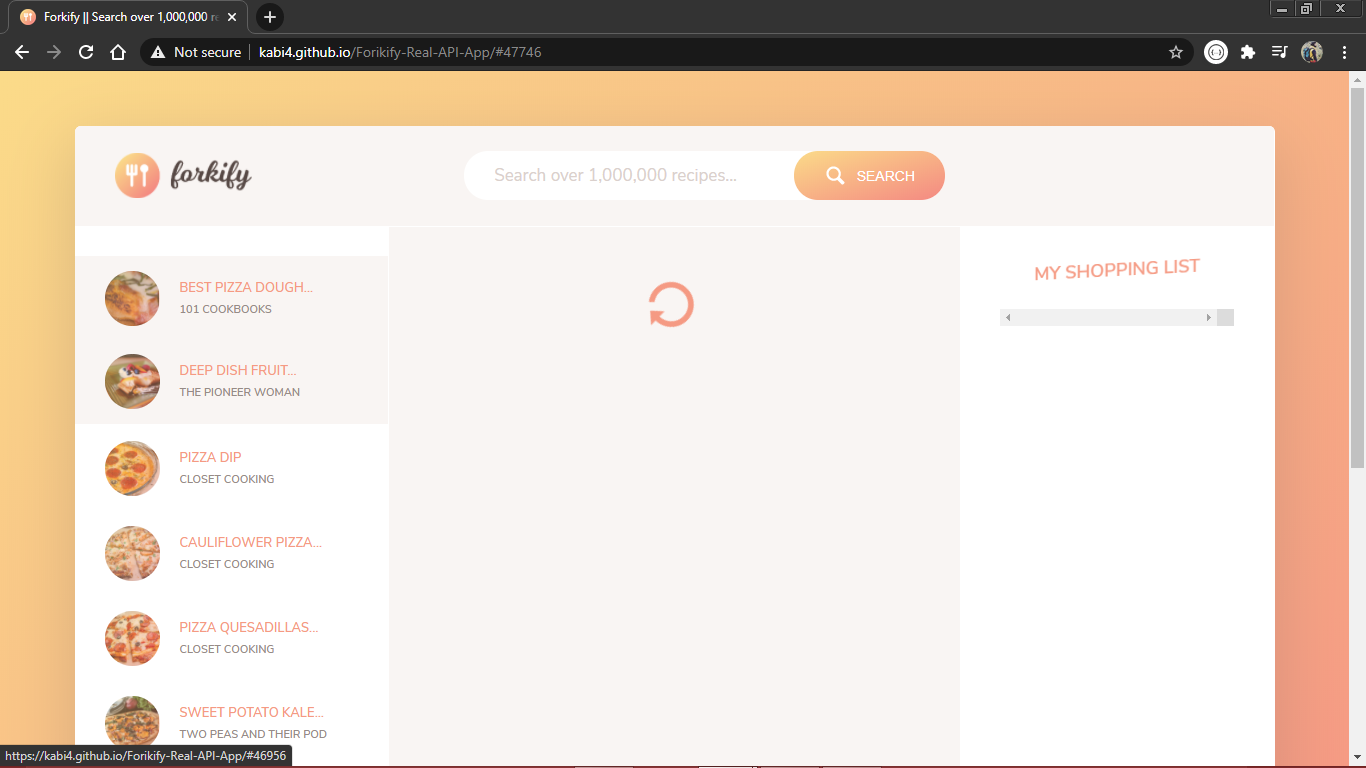 Forkify || Search over 1,000,000 re
Not secure | kabi4.github.io/Forikify-Real-API-App/#47746
forkify
Search over 1,000,000 recipes...
SEARCH
BEST PIZZA DOUGH...
101 COOKBOOKS
DEEP DISH FRUIT...
THE PIONEER WOMAN
PIZZA DIP
CLOSET COOKING
CAULIFLOWER PIZZA...
CLOSET COOKING
PIZZA QUESADILLAS...
CLOSET COOKING
SWEET POTATO KALE...
TWO PEAS AND THEIR POD
MY SHOPPING LIST
https://kabi4.github.io/Forikify-Real-API-App/#46956